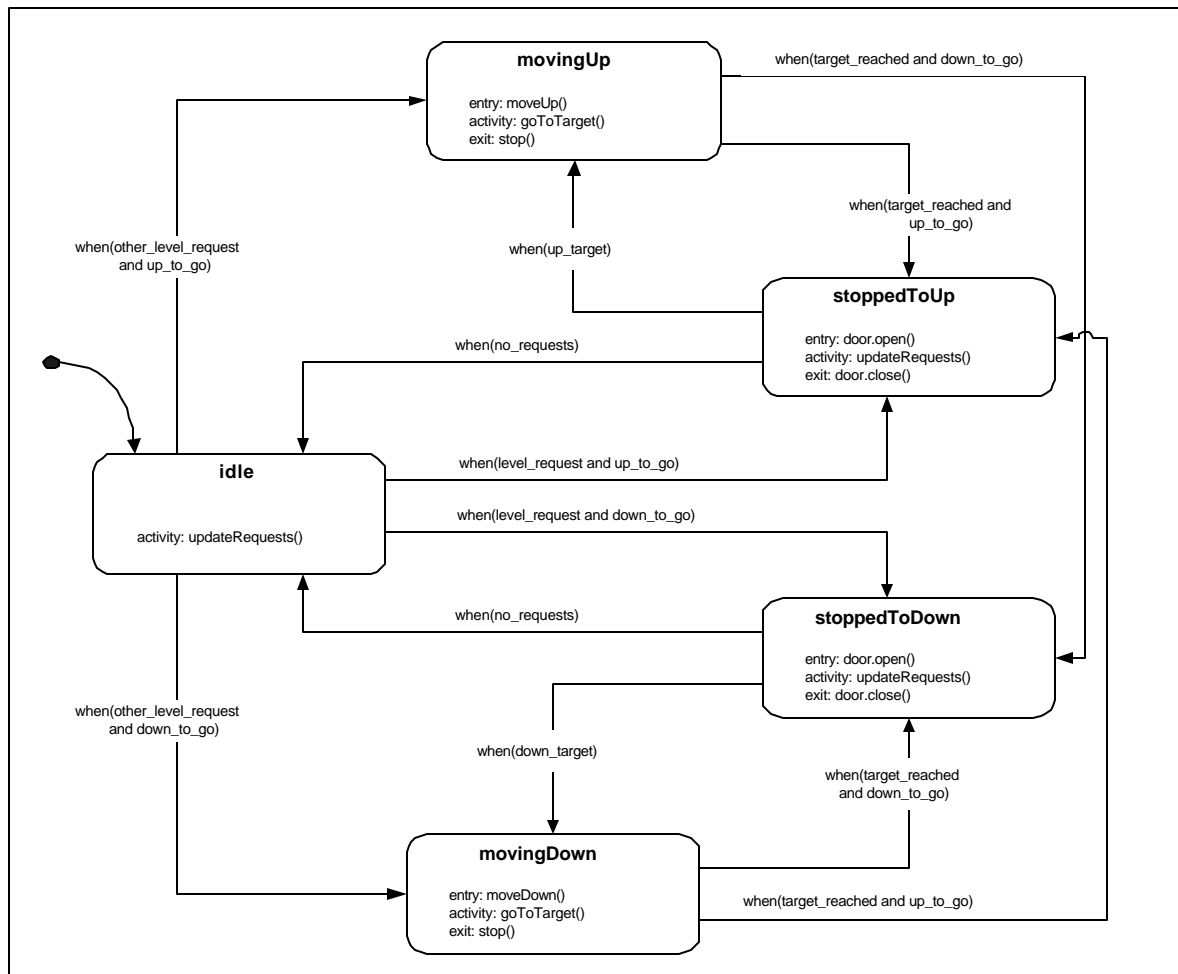 movingUp
entry: moveUp()
activity: goToTarget()
exit: stop()
when(target_reached and down_to_go)
when(target_reached and
up_to_go)
when(other_level_request
and up_to_go)
when(up_target)
stoppedToUp
entry: door.open()
activity: updateRequests()
exit: door.close()
when(no_requests)
idle
activity: updateRequests()
when(level_request and up_to_go)
when(level_request and down_to_go)
when(no_requests)
stoppedToDown
entry: door.open()
activity: updateRequests()
exit: door.close()
when(other_level_request
and down_to_go)
when(down_target)
when(target_reached
and down_to_go)
movingDown
entry: moveDown()
activity: goToTarget()
exit: stop()
when(target_reached and up_to_go)